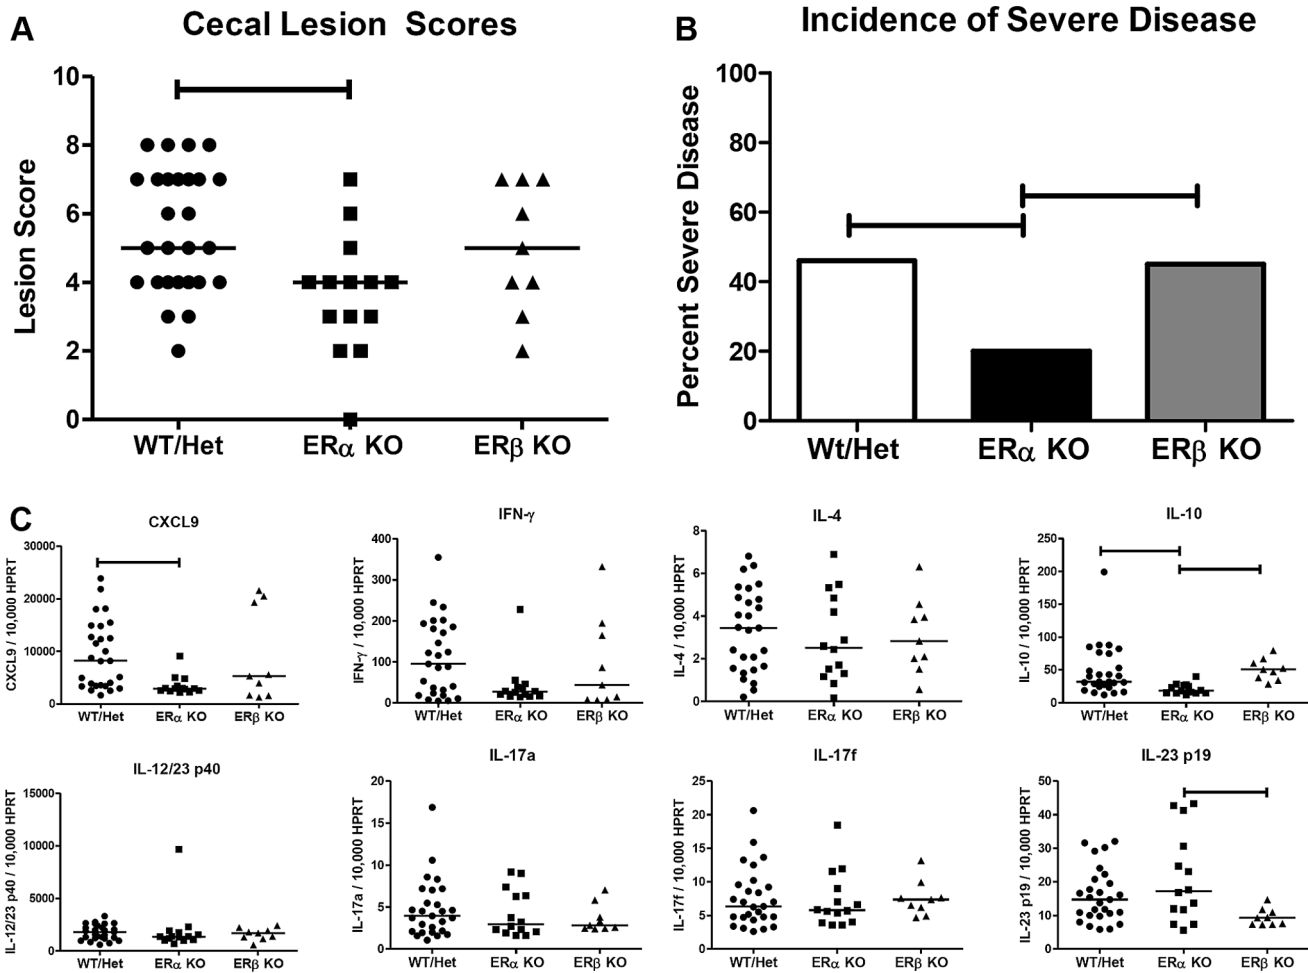 A
Cecal Lesion Scores
Lesion Score
10
8
6
4
2
0
WT/Het
ERα KO
ERβ KO
B
Incidence of Severe Disease
Percent Severe Disease
100
80
60
40
20
0
Wt/Het
ERα KO
ERβ KO
C
CXCL9
CXCL9 / 10,000 HPRT
30000
20000
10000
0
WT/Het
ERα KO
ERβ KO
IFN-γ
IFN-γ / 10,000 HPRT
400
300
200
100
0
WT/Het
ERα KO
ERβ KO
IL-4
IL-4 / 10,000 HPRT
8
6
4
2
0
WT/Het
ERα KO
ERβ KO
IL-10
IL-10 / 10,000 HPRT
250
200
150
100
50
0
WT/Het
ERα KO
ERβ KO
IL-12/23 p40
IL-12/23 p40 / 10,000 HPRT
15000
10000
5000
0
WT/Het
ERα KO
ERβ KO
IL-17a
IL-17a / 10,000 HPRT
20
15
10
5
0
WT/Het
ERα KO
ERβ KO
IL-17f
IL-17f / 10,000 HPRT
25
20
15
10
5
0
WT/Het
ERα KO
ERβ KO
IL-23 p19
IL-23 p19 / 10,000 HPRT
50
40
30
20
10
0
WT/Het
ERα KO
ERβ KO